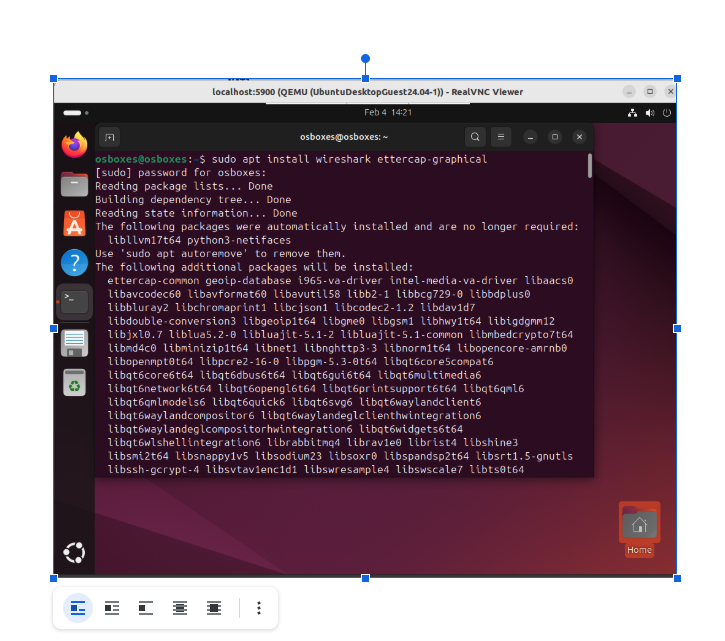 localhost:5900 (QEMU (UbuntuDesktopGuest24.04-1)) - RealVNC Viewer
Feb 4 14:21
osboxes@osboxes: ~
osboxes@osboxes:~$ sudo apt install wireshark ettercap-graphical
[sudo] password for osboxes:
Reading package lists... Done
Building dependency tree... Done
Reading state information... Done
The following packages were automatically installed and are no longer required:
libllvm17t64 python3-netifaces
Use 'sudo apt autoremove' to remove them.
The following additional packages will be installed:
ettercap-common geoip-database i965-va-driver intel-media-va-driver libaacs0
libavcodec60 libavformat60 libavutil58 libb2-1 libbcg729-0 libbdplus0
libbluray2 libchromaprint1 libcjson1 libcodec2-1.2 libdav1d7
libdouble-conversion3 libgeoip1t64 libgme0 libgsm1 libhwy1t64 libigdgmm12
libjxl0.7 liblua5.2-0 libluajit-5.1-2 libluajit-5.1-common libmbedcrypto7t64
libmd4c0 libminizip1t64 libnet1 libnghttp3-3 libnorm1t64 libopencore-amrnb0
libopenmpt0t64 libpcre2-16-0 libpgm-5.3-0t64 libqt6core5compat6
libqt6core6t64 libqt6dbus6t64 libqt6gui6t64 libqt6multimedia6
libqt6network6t64 libqt6opengl6t64 libqt6printsupport6t64 libqt6qml6
libqt6qmlmodels6 libqt6quick6 libqt6svg6 libqt6waylandclient6
libqt6waylandcompositor6 libqt6waylandeglclienthwintegration6
libqt6waylandeglcompositorhwintegration6 libqt6widgets6t64
libqt6wlshellintegration6 librabbitmq4 librav1e0 librist4 libshine3
libsmi2t64 libsnappy1v5 libsodium23 libsoxr0 libspandsp2t64 libsrt1.5-gnutls
libssh-gcrypt-4 libsvtav1enc1d1 libswresample4 libswscale7 libts0t64
Home